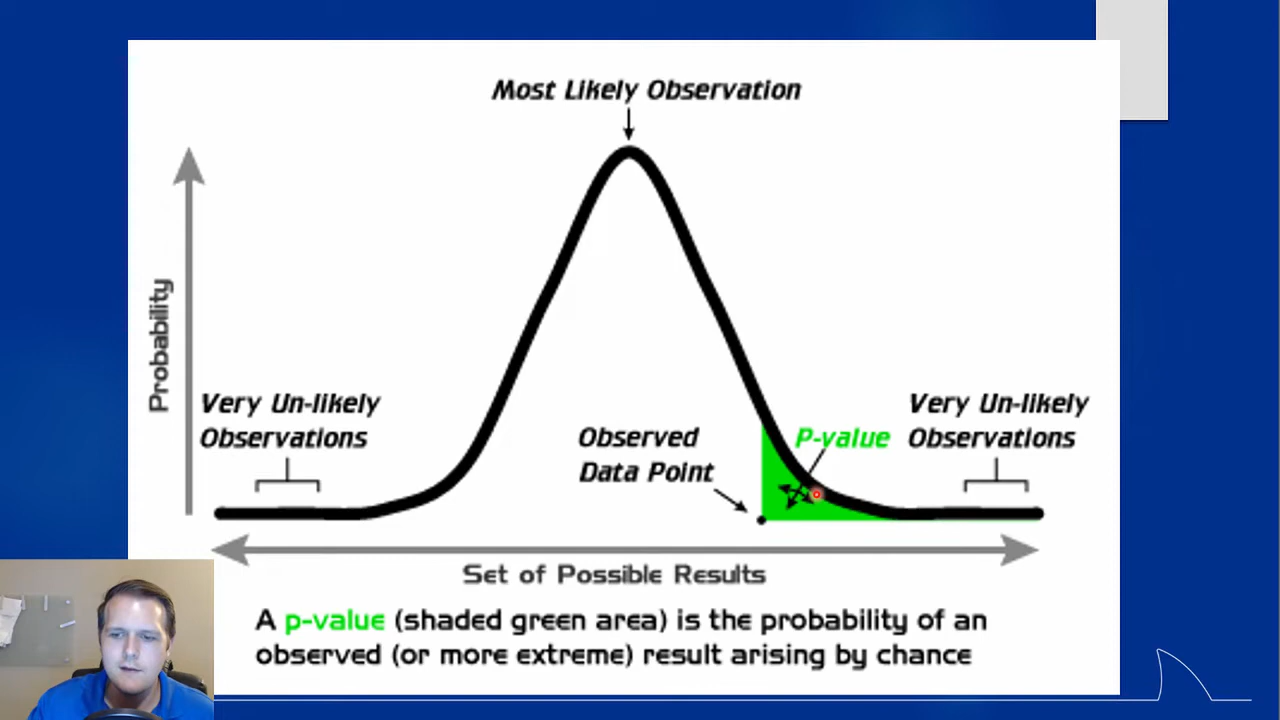 Most Likely Observation
Probability
Very Un-likely
Observations
Observed
Data Point
P-value
Very Un-likely
Observations
Set of Possible Results
A p-value (shaded green area) is the probability of an
observed (or more extreme) result arising by chance